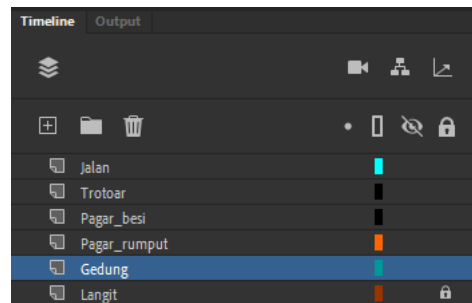 Timeline Output
Jalan
Trotoar
Pagar_besi
Pagar_rumput
Gedung
Langit